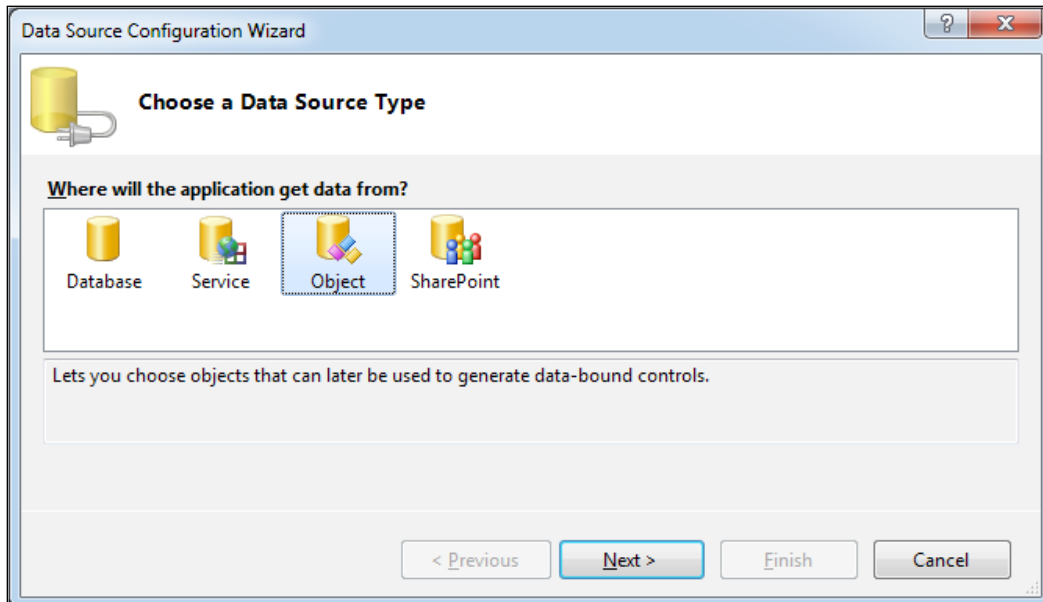 Data Source Configuration Wizard
Choose a Data Source Type
Where will the application get data from?
Database Service Object SharePoint
Lets you choose objects that can later be used to generate data-bound controls.
< Previous Next > Finish Cancel